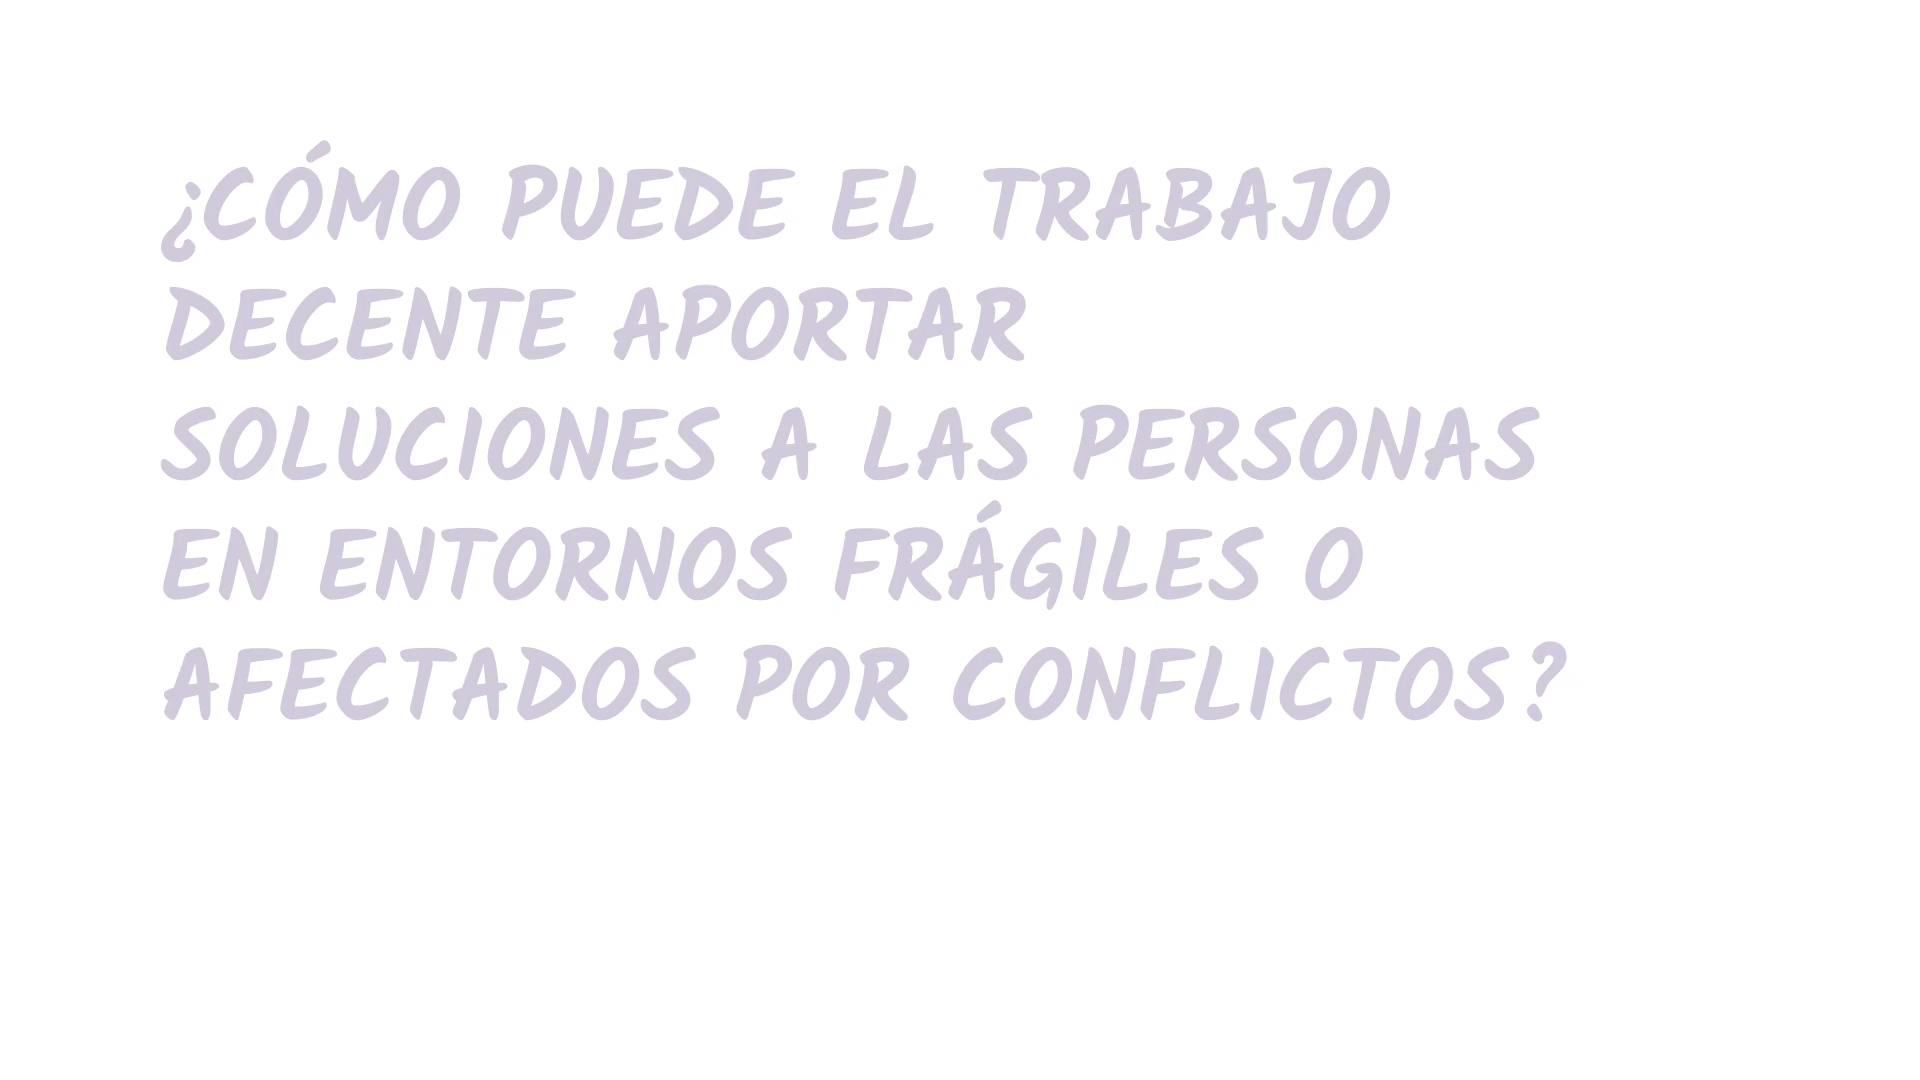 ¿CÓMO PUEDE EL TRABAJO
DECENTE APORTAR
SOLUCIONES A LAS PERSONAS
EN ENTORNOS FRÁGILES O
AFECTADOS POR CONFLICTOS?